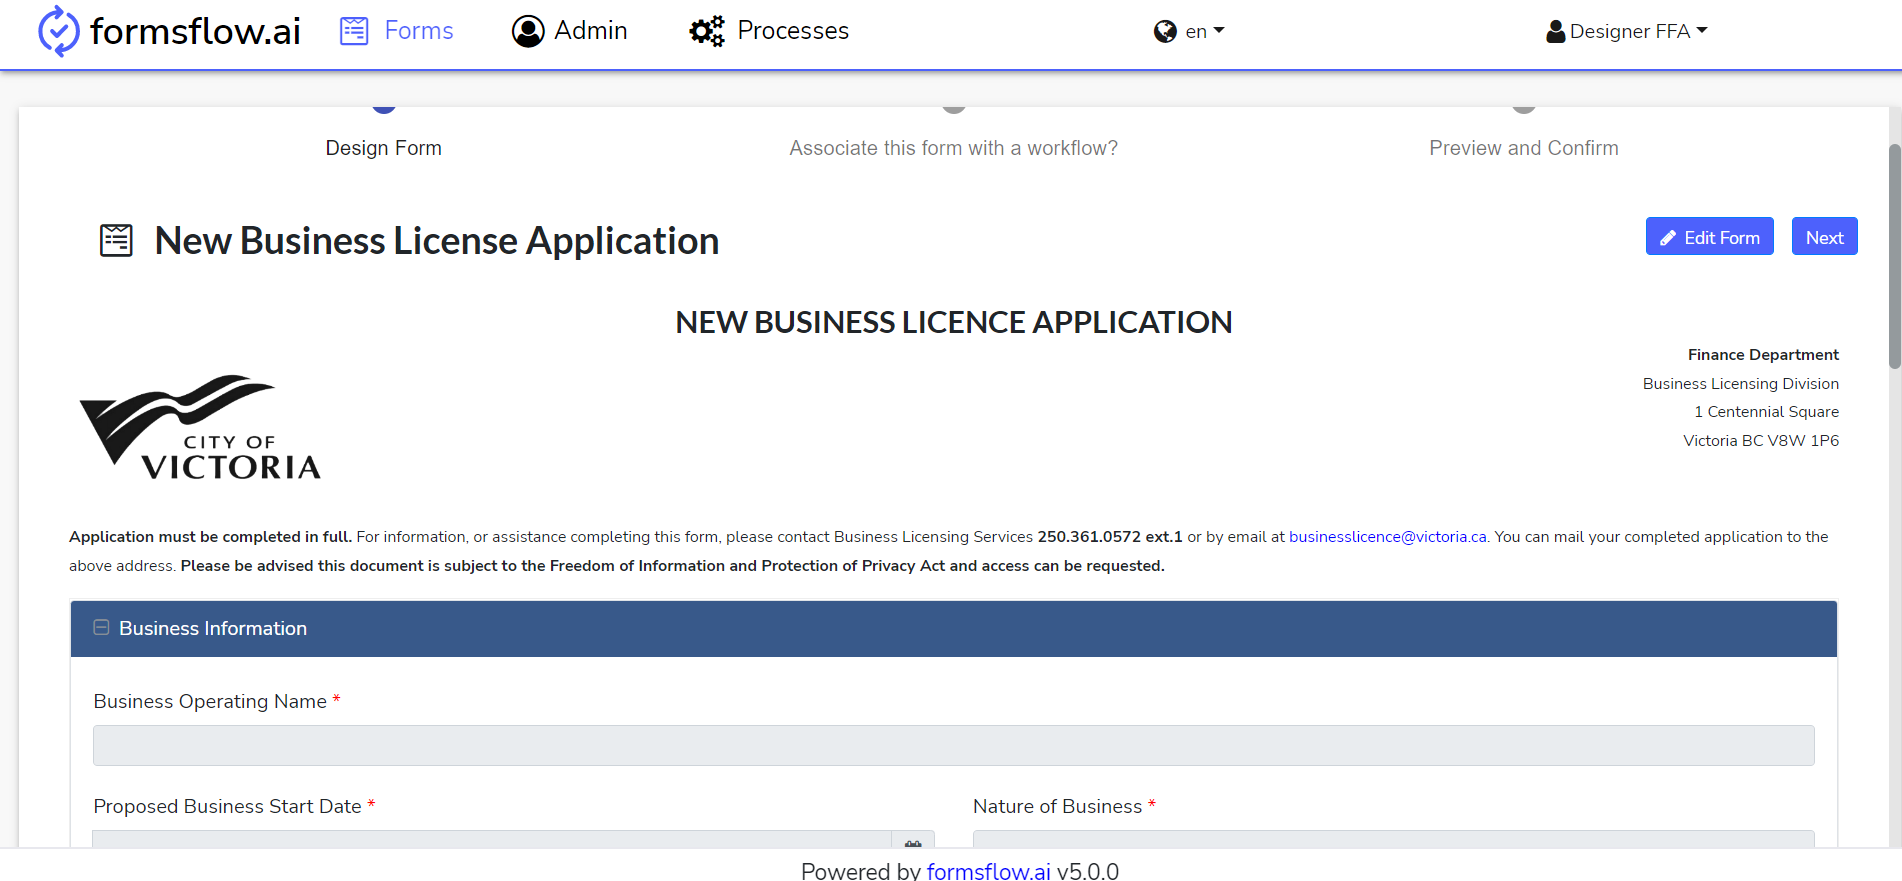 formsflow.ai Forms Admin Processes en Designer FFA
Design Form Associate this form with a workflow? Preview and Confirm
New Business License Application Edit Form Next
NEW BUSINESS LICENCE APPLICATION
Finance Department
Business Licensing Division
1 Centennial Square
Victoria BC V8W 1P6
CITY OF
VICTORIA
Application must be completed in full. For information, or assistance completing this form, please contact Business Licensing Services 250.361.0572 ext.1 or by email at businesslicence@victoria.ca. You can mail your completed application to the
above address. Please be advised this document is subject to the Freedom of Information and Protection of Privacy Act and access can be requested.
Business Information
Business Operating Name *
Proposed Business Start Date * Nature of Business *
Powered by formsflow.ai v5.0.0